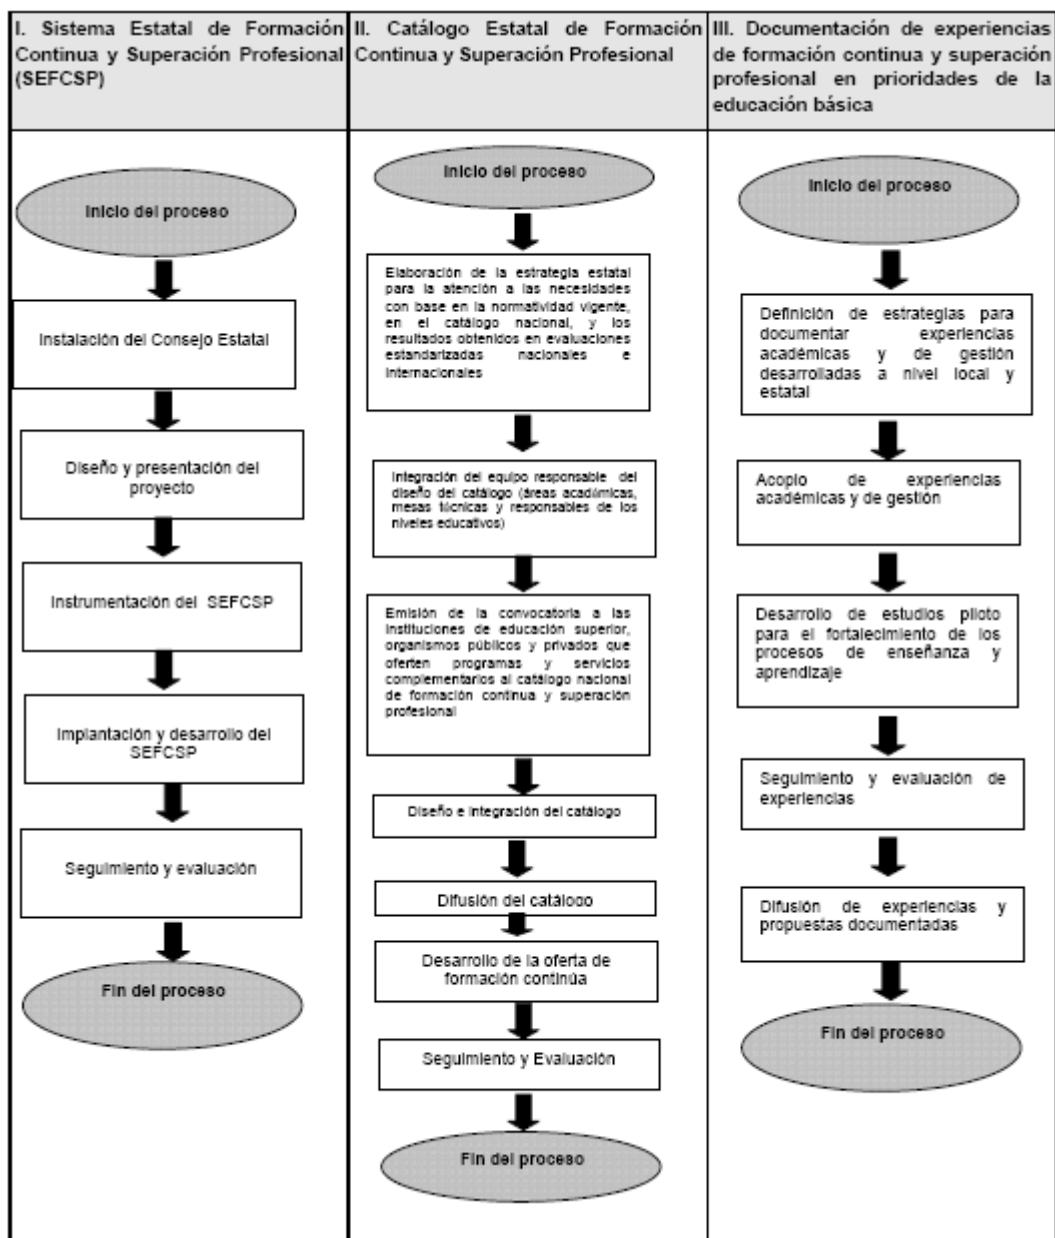 I. Sistema Estatal de Formación
Continua y Superación Profesional
(SEFCSP)
Inicio del proceso
Instalación del Consejo Estatal
Diseño y presentación del
proyecto
Instrumentación del SEFCSP
Implantación y desarrollo del
SEFCSP
Seguimiento y evaluación
Fin del proceso
II. Catálogo Estatal de Formación
Continua y Superación Profesional
Inicio del proceso
Elaboración de la estrategia estatal
para la atención a las necesidades
con base en la normatividad vigente,
en el catálogo nacional, y los
resultados obtenidos en evaluaciones
estandarizadas nacionales e
internacionales
Integración del equipo responsable del
diseño del catálogo (áreas académicas,
mesas técnicas y responsables de los
niveles educativos)
Emisión de la convocatoria a las
instituciones de educación superior,
organismos públicos y privados que
oferten programas y servicios
complementarios al catálogo nacional
de formación continua y superación
profesional
Diseño e integración del catálogo
Difusión del catálogo
Desarrollo de la oferta de
formación continúa
Seguimiento y Evaluación
Fin del proceso
III. Documentación de experiencias
de formación continua y superación
profesional en prioridades de la
educación básica
Inicio del proceso
Definición de estrategias para
documentar experiencias
académicas y de gestión
desarrolladas a nivel local y
estatal
Acopio de experiencias
académicas y de gestión
Desarrollo de estudios piloto
para el fortalecimiento de los
procesos de enseñanza y
aprendizaje
Seguimiento y evaluación de
experiencias
Difusión de experiencias y
propuestas documentadas
Fin del proceso